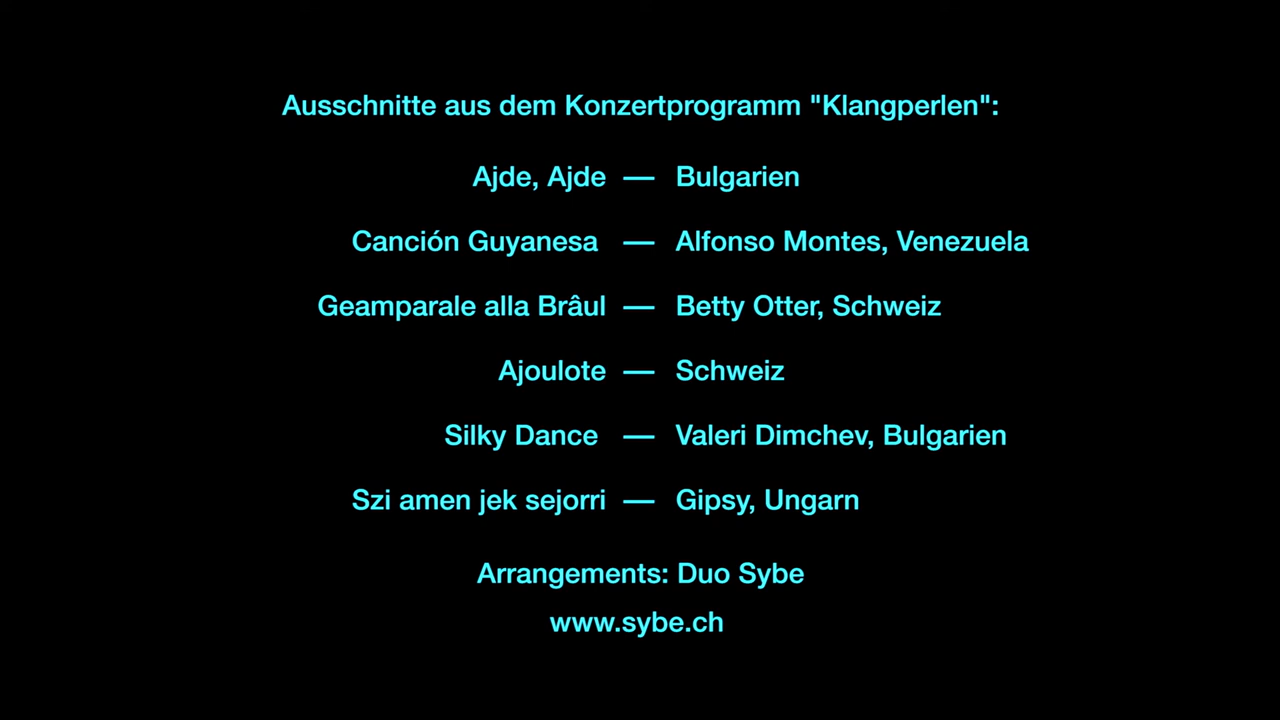 Ausschnitte aus dem Konzertprogramm "Klangperlen":
Ajde, Ajde — Bulgarien
Canción Guyanesa — Alfonso Montes, Venezuela
Geamparale alla Brâul — Betty Otter, Schweiz
Ajoulote — Schweiz
Silky Dance — Valeri Dimchev, Bulgarien
Szi amen jek sejorri — Gipsy, Ungarn
Arrangements: Duo Sybe
www.sybe.ch